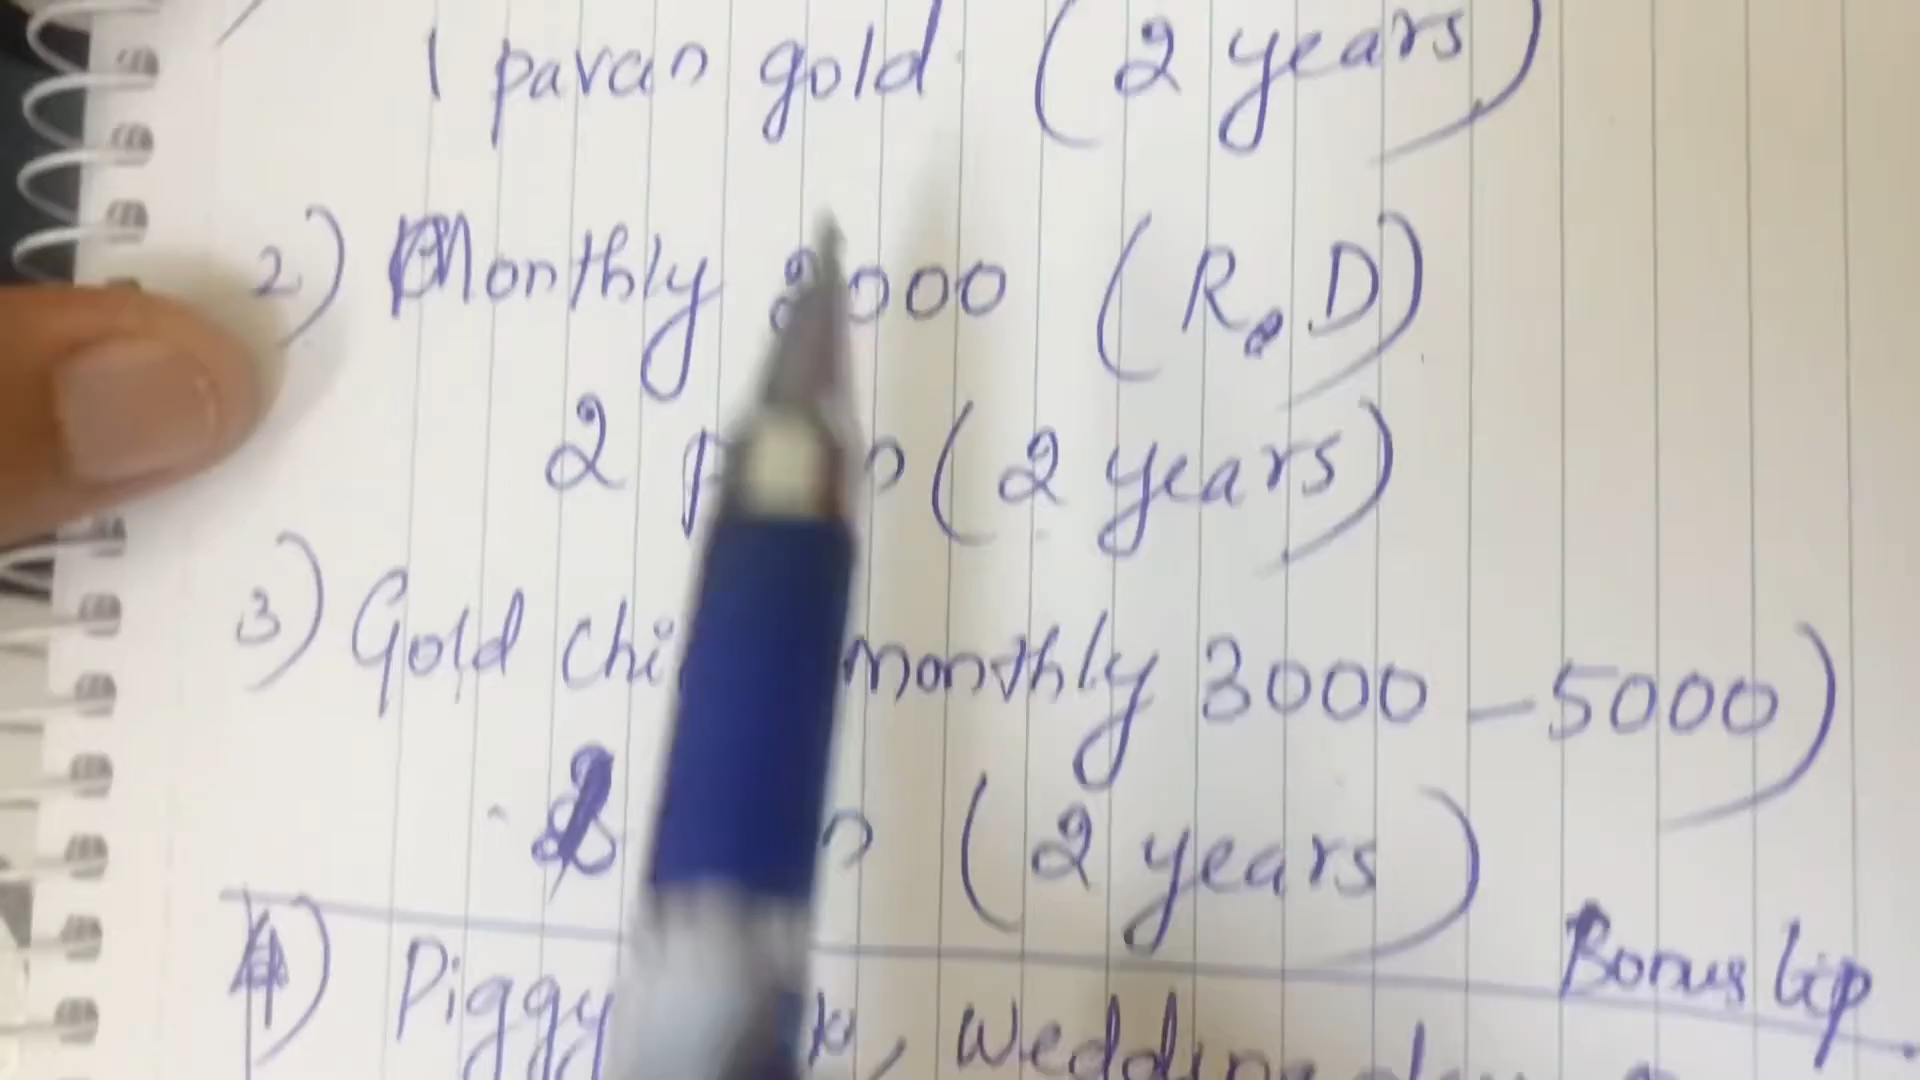 1 pavan gold (2 years)
2) Monthly 2000 (R.D)
2 (2 years)
3) Gold monthly 3000 - 5000)
(2 years)
Bonus tip
4) Piggy , Wedding